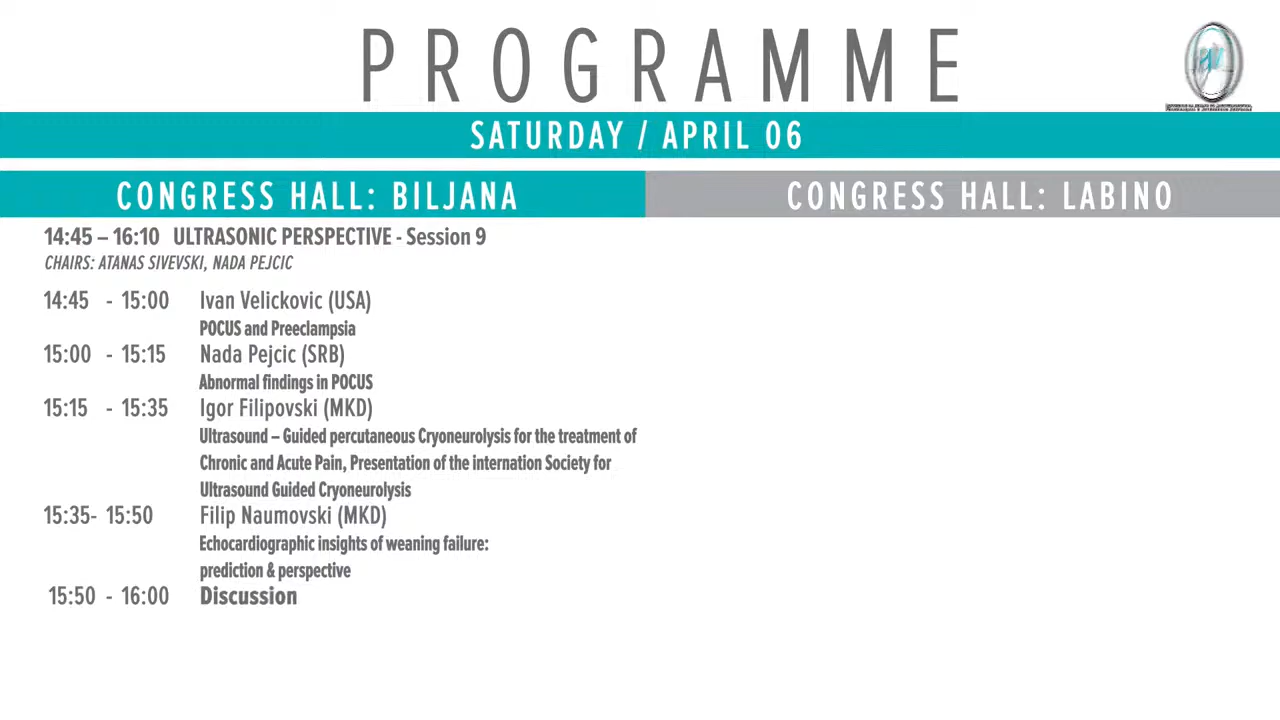 PROGRAMME
SATURDAY / APRIL 06
CONGRESS HALL: BILJANA
CONGRESS HALL: LABINO
14:45 – 16:10 ULTRASONIC PERSPECTIVE - Session 9
CHAIRS: ATANAS SIVEVSKI, NADA PEJCIC
14:45 - 15:00 Ivan Velickovic (USA)
POCUS and Preeclampsia
15:00 - 15:15 Nada Pejcic (SRB)
Abnormal findings in POCUS
15:15 - 15:35 Igor Filipovski (MKD)
Ultrasound – Guided percutaneous Cryoneurolysis for the treatment of
Chronic and Acute Pain, Presentation of the internation Society for
Ultrasound Guided Cryoneurolysis
15:35- 15:50 Filip Naumovski (MKD)
Echocardiographic insights of weaning failure:
prediction & perspective
15:50 - 16:00 Discussion